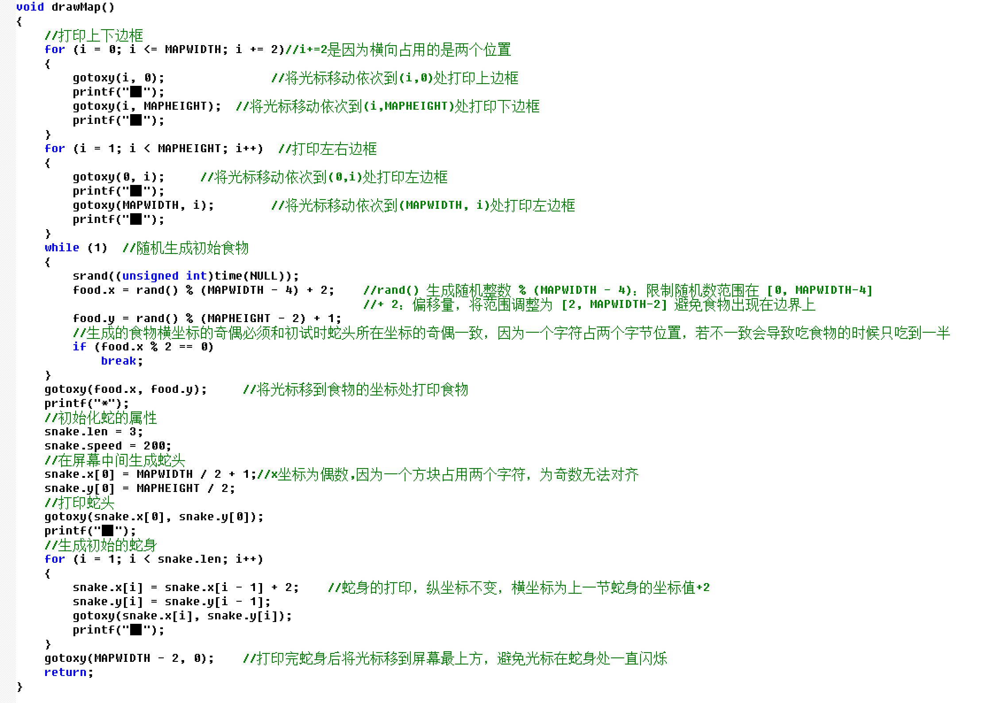 void drawMap()
{
    //打印上下边框
    for (i = 0; i <= MAPWIDTH; i += 2)//i+=2是因为横向占用的是两个位置
    {
        gotoxy(i, 0);               //将光标移动依次到(i,0)处打印上边框
        printf("■");
        gotoxy(i, MAPHEIGHT);  //将光标移动依次到(i,MAPHEIGHT)处打印下边框
        printf("■");
    }
    for (i = 1; i < MAPHEIGHT; i++)  //打印左右边框
    {
        gotoxy(0, i);     //将光标移动依次到(0,i)处打印左边框
        printf("■");
        gotoxy(MAPWIDTH, i);        //将光标移动依次到(MAPWIDTH, i)处打印左边框
        printf("■");
    }
    while (1)  //随机生成初始食物
    {
        srand((unsigned int)time(NULL));
        food.x = rand() % (MAPWIDTH - 4) + 2;    //rand() 生成随机整数 % (MAPWIDTH - 4)：限制随机数范围在 [0, MAPWIDTH-4]
                                                 //+ 2：偏移量，将范围调整为 [2, MAPWIDTH-2] 避免食物出现在边界上
        food.y = rand() % (MAPHEIGHT - 2) + 1;
        //生成的食物横坐标的奇偶必须和初试时蛇头所在坐标的奇偶一致，因为一个字符占两个字节位置，若不一致会导致吃食物的时候只吃到一半
        if (food.x % 2 == 0)
            break;
    }
    gotoxy(food.x, food.y);     //将光标移到食物的坐标处打印食物
    printf("*");
    //初始化蛇的属性
    snake.len = 3;
    snake.speed = 200;
    //在屏幕中间生成蛇头
    snake.x[0] = MAPWIDTH / 2 + 1;//x坐标为偶数,因为一个方块占用两个字符，为奇数无法对齐
    snake.y[0] = MAPHEIGHT / 2;
    //打印蛇头
    gotoxy(snake.x[0], snake.y[0]);
    printf("■");
    //生成初始的蛇身
    for (i = 1; i < snake.len; i++)
    {
        snake.x[i] = snake.x[i - 1] + 2;    //蛇身的打印，纵坐标不变，横坐标为上一节蛇身的坐标值+2
        snake.y[i] = snake.y[i - 1];
        gotoxy(snake.x[i], snake.y[i]);
        printf("■");
    }
    gotoxy(MAPWIDTH - 2, 0);    //打印完蛇身后将光标移到屏幕最上方，避免光标在蛇身处一直闪烁
    return;
}